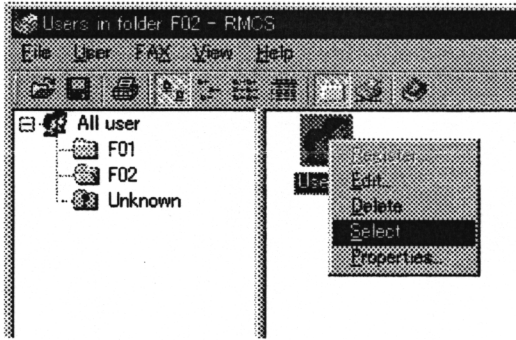 Users in folder F02 - RMCS
File User FAX View Help
All user
F01
F02
Unknown
Use
Register...
Edit...
Delete
Select
Properties...